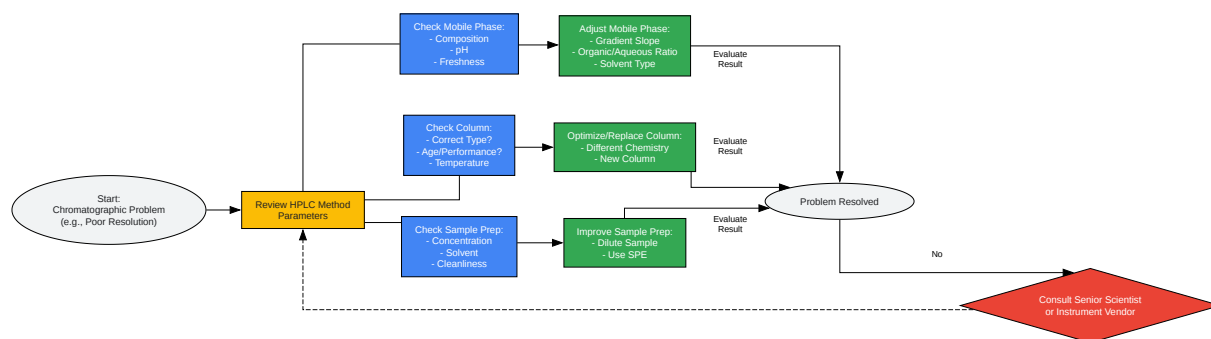 Check Mobile Phase:
- Composition
- pH
- Freshness
Adjust Mobile Phase:
- Gradient Slope
- Organic/Aqueous Ratio
- Solvent Type
Evaluate
Result
Check Column:
- Correct Type?
- Age/Performance?
- Temperature
Optimize/Replace Column:
- Different Chemistry
- New Column
Evaluate
Result
Start:
Chromatographic Problem
(e.g., Poor Resolution)
Review HPLC Method
Parameters
Problem Resolved
Check Sample Prep:
- Concentration
- Solvent
- Cleanliness
Improve Sample Prep:
- Dilute Sample
- Use SPE
Evaluate
Result
No
Consult Senior Scientist
or Instrument Vendor